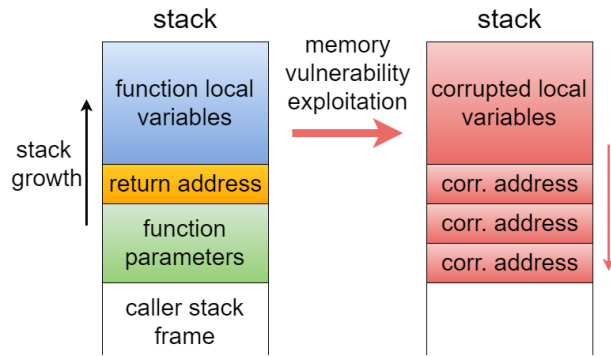 stack
function local
variables
return address
function
parameters
caller stack
frame
stack
growth
memory
vulnerability
exploitation
stack
corrupted local
variables
corr. address
corr. address
corr. address